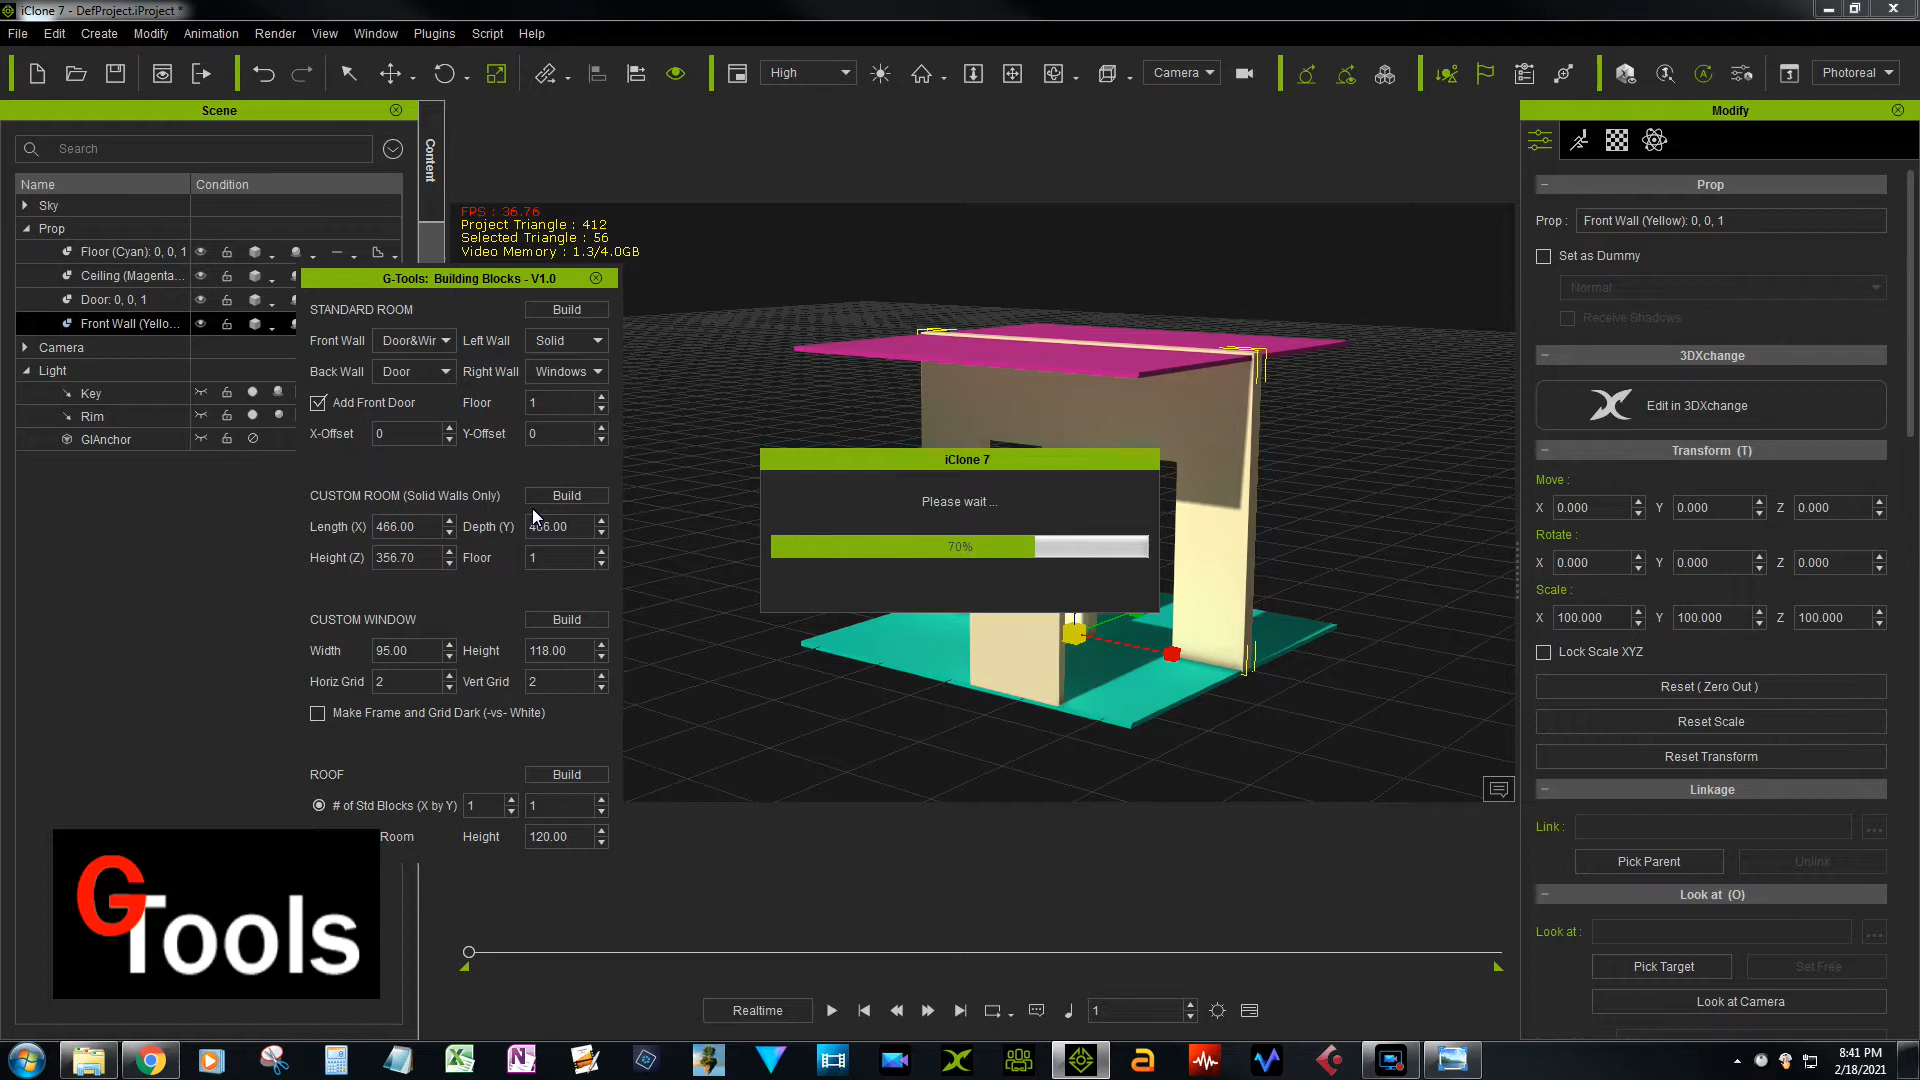 iClone 7 - DefProject.iProject *
File Edit Create Modify Animation Render View Window Plugins Script Help
High Camera Photoreal
Scene
Content
Modify
Search
Name Condition
Sky
Prop
Floor (Cyan): 0, 0, 1
Ceiling (Magenta...
Door: 0, 0, 1
Front Wall (Yello...
Camera
Light
Key
Rim
GIAnchor
FPS : 36.76
Project Triangle : 412
Selected Triangle : 56
Video Memory : 1.3/4.0GB
G-Tools: Building Blocks - V1.0
STANDARD ROOM Build
Front Wall Door&Wir Left Wall Solid
Back Wall Door Right Wall Windows
Add Front Door Floor 1
X-Offset 0 Y-Offset 0
CUSTOM ROOM (Solid Walls Only) Build
Length (X) 466.00 Depth (Y) 466.00
Height (Z) 356.70 Floor 1
CUSTOM WINDOW Build
Width 95.00 Height 118.00
Horiz Grid 2 Vert Grid 2
Make Frame and Grid Dark (-vs- White)
ROOF Build
# of Std Blocks (X by Y) 1 1
Room Height 120.00
GTools
iClone 7
Please wait ...
70%
Prop
Prop : Front Wall (Yellow): 0, 0, 1
Set as Dummy
Normal
Receive Shadows
3DXchange
Edit in 3DXchange
Transform (T)
Move :
X 0.000 Y 0.000 Z 0.000
Rotate :
X 0.000 Y 0.000 Z 0.000
Scale :
X 100.000 Y 100.000 Z 100.000
Lock Scale XYZ
Reset ( Zero Out )
Reset Scale
Reset Transform
Linkage
Link : ...
Pick Parent Unlink
Look at (O)
Look at : ...
Pick Target Set Free
Look at Camera
Realtime 1
8:41 PM
2/18/2021